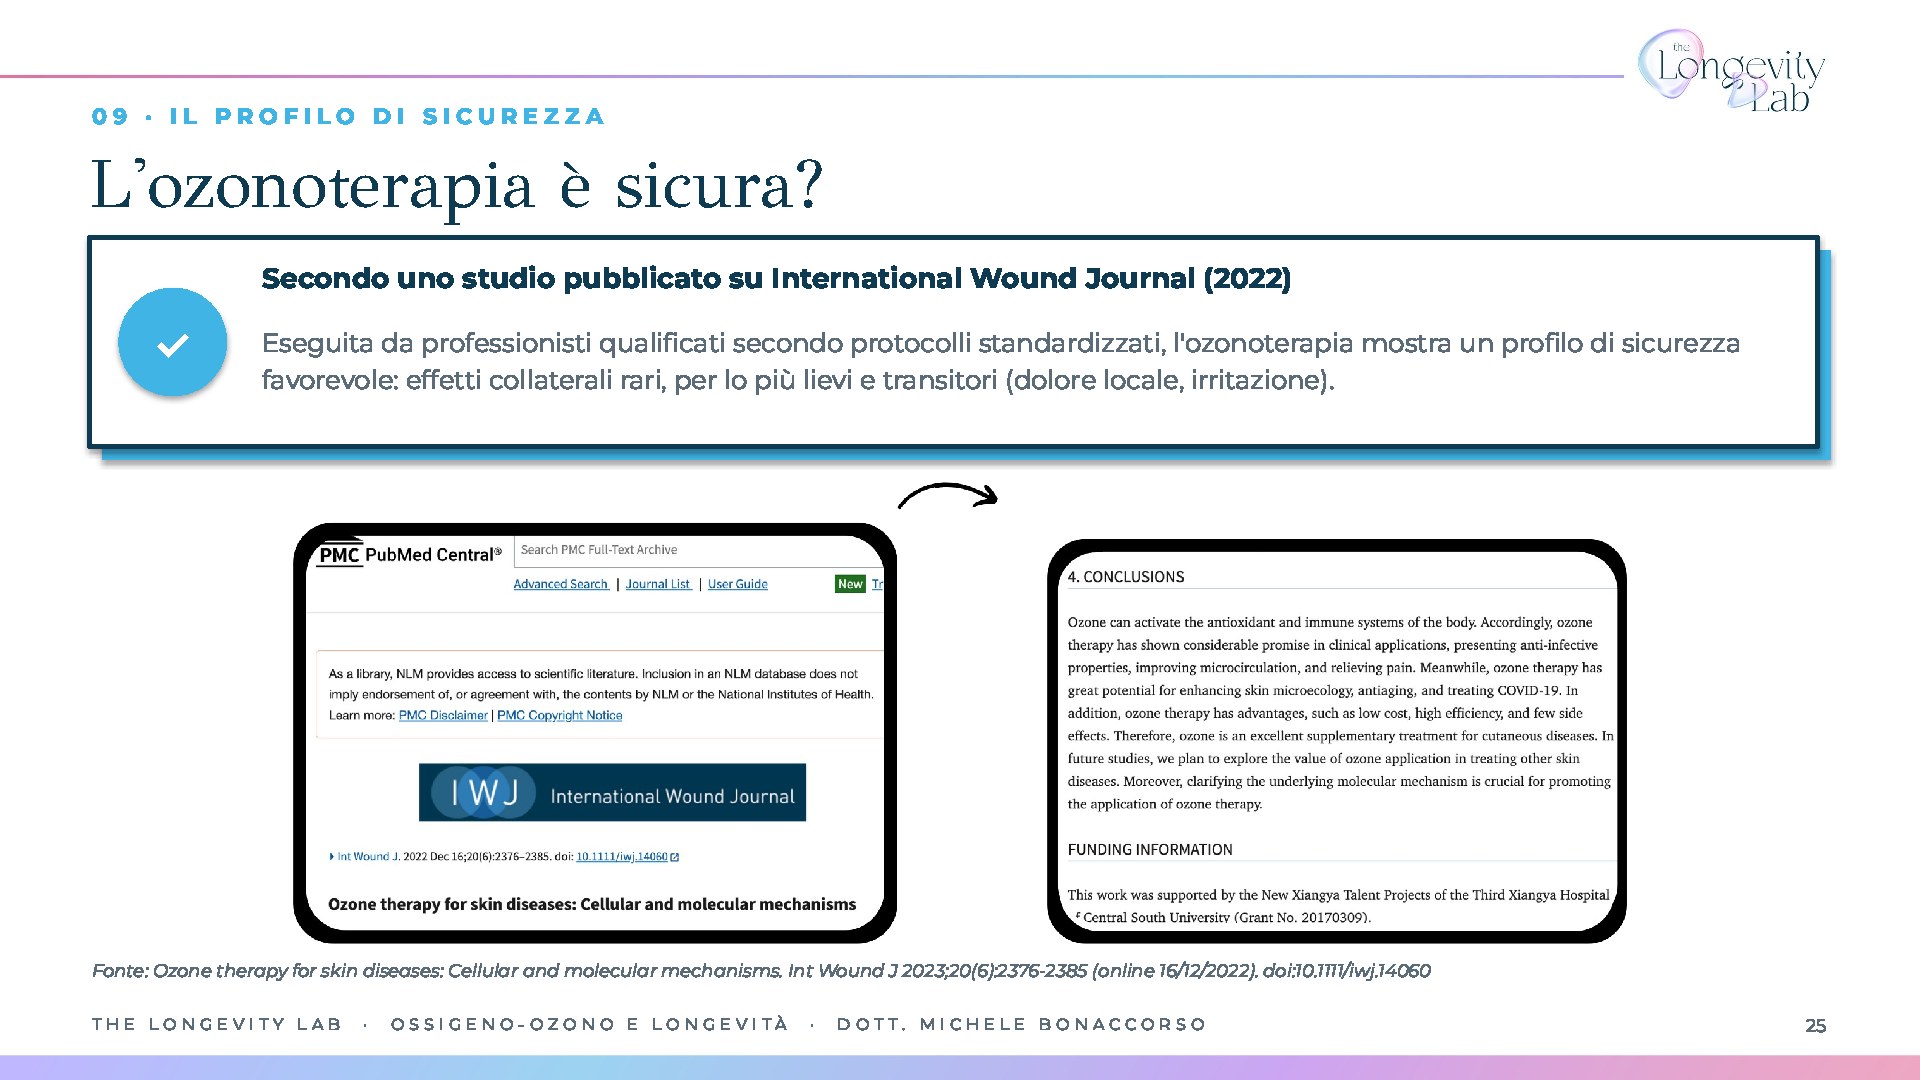 the
Longevity
Lab
09 · IL PROFILO DI SICUREZZA
L’ozonoterapia è sicura?
Secondo uno studio pubblicato su International Wound Journal (2022)
Eseguita da professionisti qualificati secondo protocolli standardizzati, l'ozonoterapia mostra un profilo di sicurezza
favorevole: effetti collaterali rari, per lo più lievi e transitori (dolore locale, irritazione).
PMC PubMed Central®
Search PMC Full-Text Archive
Advanced Search | Journal List | User Guide
New Tr
As a library, NLM provides access to scientific literature. Inclusion in an NLM database does not
imply endorsement of, or agreement with, the contents by NLM or the National Institutes of Health.
Learn more: PMC Disclaimer | PMC Copyright Notice
IWJ International Wound Journal
Int Wound J. 2022 Dec 16;20(6):2376–2385. doi: 10.1111/iwj.14060
Ozone therapy for skin diseases: Cellular and molecular mechanisms
4. CONCLUSIONS
Ozone can activate the antioxidant and immune systems of the body. Accordingly, ozone
therapy has shown considerable promise in clinical applications, presenting anti-infective
properties, improving microcirculation, and relieving pain. Meanwhile, ozone therapy has
great potential for enhancing skin microecology, antiaging, and treating COVID-19. In
addition, ozone therapy has advantages, such as low cost, high efficiency, and few side
effects. Therefore, ozone is an excellent supplementary treatment for cutaneous diseases. In
future studies, we plan to explore the value of ozone application in treating other skin
diseases. Moreover, clarifying the underlying molecular mechanism is crucial for promoting
the application of ozone therapy.
FUNDING INFORMATION
This work was supported by the New Xiangya Talent Projects of the Third Xiangya Hospital
Central South University (Grant No. 20170309).
Fonte: Ozone therapy for skin diseases: Cellular and molecular mechanisms. Int Wound J 2023;20(6):2376-2385 (online 16/12/2022). doi:10.1111/iwj.14060
THE LONGEVITY LAB · OSSIGENO-OZONO E LONGEVITÀ · DOTT. MICHELE BONACCORSO
25